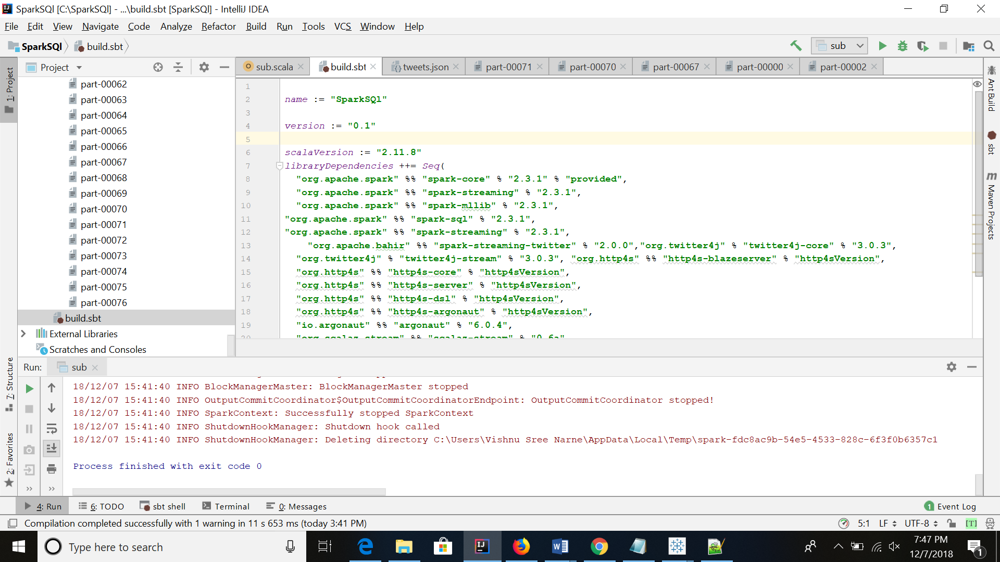 SparkSQl [C:\SparkSQl] - ...\build.sbt [SparkSQl] - IntelliJ IDEA
File Edit View Navigate Code Analyze Refactor Build Run Tools VCS Window Help
SparkSQl build.sbt sub
Project
sub.scala build.sbt tweets.json part-00071 part-00070 part-00067 part-00000 part-00002
1: Project
7: Structure
2: Favorites
part-00062
part-00063
part-00064
part-00065
part-00066
part-00067
part-00068
part-00069
part-00070
part-00071
part-00072
part-00073
part-00074
part-00075
part-00076
build.sbt
External Libraries
Scratches and Consoles
1
2 name := "SparkSQl"
3
4 version := "0.1"
5
6 scalaVersion := "2.11.8"
7 libraryDependencies ++= Seq(
8 "org.apache.spark" %% "spark-core" % "2.3.1" % "provided",
9 "org.apache.spark" %% "spark-streaming" % "2.3.1",
10 "org.apache.spark" %% "spark-mllib" % "2.3.1",
11 "org.apache.spark" %% "spark-sql" % "2.3.1",
12 "org.apache.spark" %% "spark-streaming" % "2.3.1",
13 "org.apache.bahir" %% "spark-streaming-twitter" % "2.0.0","org.twitter4j" % "twitter4j-core" % "3.0.3",
14 "org.twitter4j" % "twitter4j-stream" % "3.0.3", "org.http4s" %% "http4s-blazeserver" % "http4sVersion",
15 "org.http4s" %% "http4s-core" % "http4sVersion",
16 "org.http4s" %% "http4s-server" % "http4sVersion",
17 "org.http4s" %% "http4s-dsl" % "http4sVersion",
18 "org.http4s" %% "http4s-argonaut" % "http4sVersion",
19 "io.argonaut" %% "argonaut" % "6.0.4",
20 "org.scalaz.stream" %% "scalaz-stream" % "0.6a"
Ant Build
sbt
Maven Projects
Run: sub
18/12/07 15:41:40 INFO BlockManagerMaster: BlockManagerMaster stopped
18/12/07 15:41:40 INFO OutputCommitCoordinator$OutputCommitCoordinatorEndpoint: OutputCommitCoordinator stopped!
18/12/07 15:41:40 INFO SparkContext: Successfully stopped SparkContext
18/12/07 15:41:40 INFO ShutdownHookManager: Shutdown hook called
18/12/07 15:41:40 INFO ShutdownHookManager: Deleting directory C:\Users\Vishnu Sree Narne\AppData\Local\Temp\spark-fdc8ac9b-54e5-4533-828c-6f3f0b6357c1
Process finished with exit code 0
4: Run 6: TODO sbt shell Terminal 0: Messages 1 Event Log
Compilation completed successfully with 1 warning in 11 s 653 ms (today 3:41 PM) 5:1 LF UTF-8 [T]
Type here to search
7:47 PM
12/7/2018
1